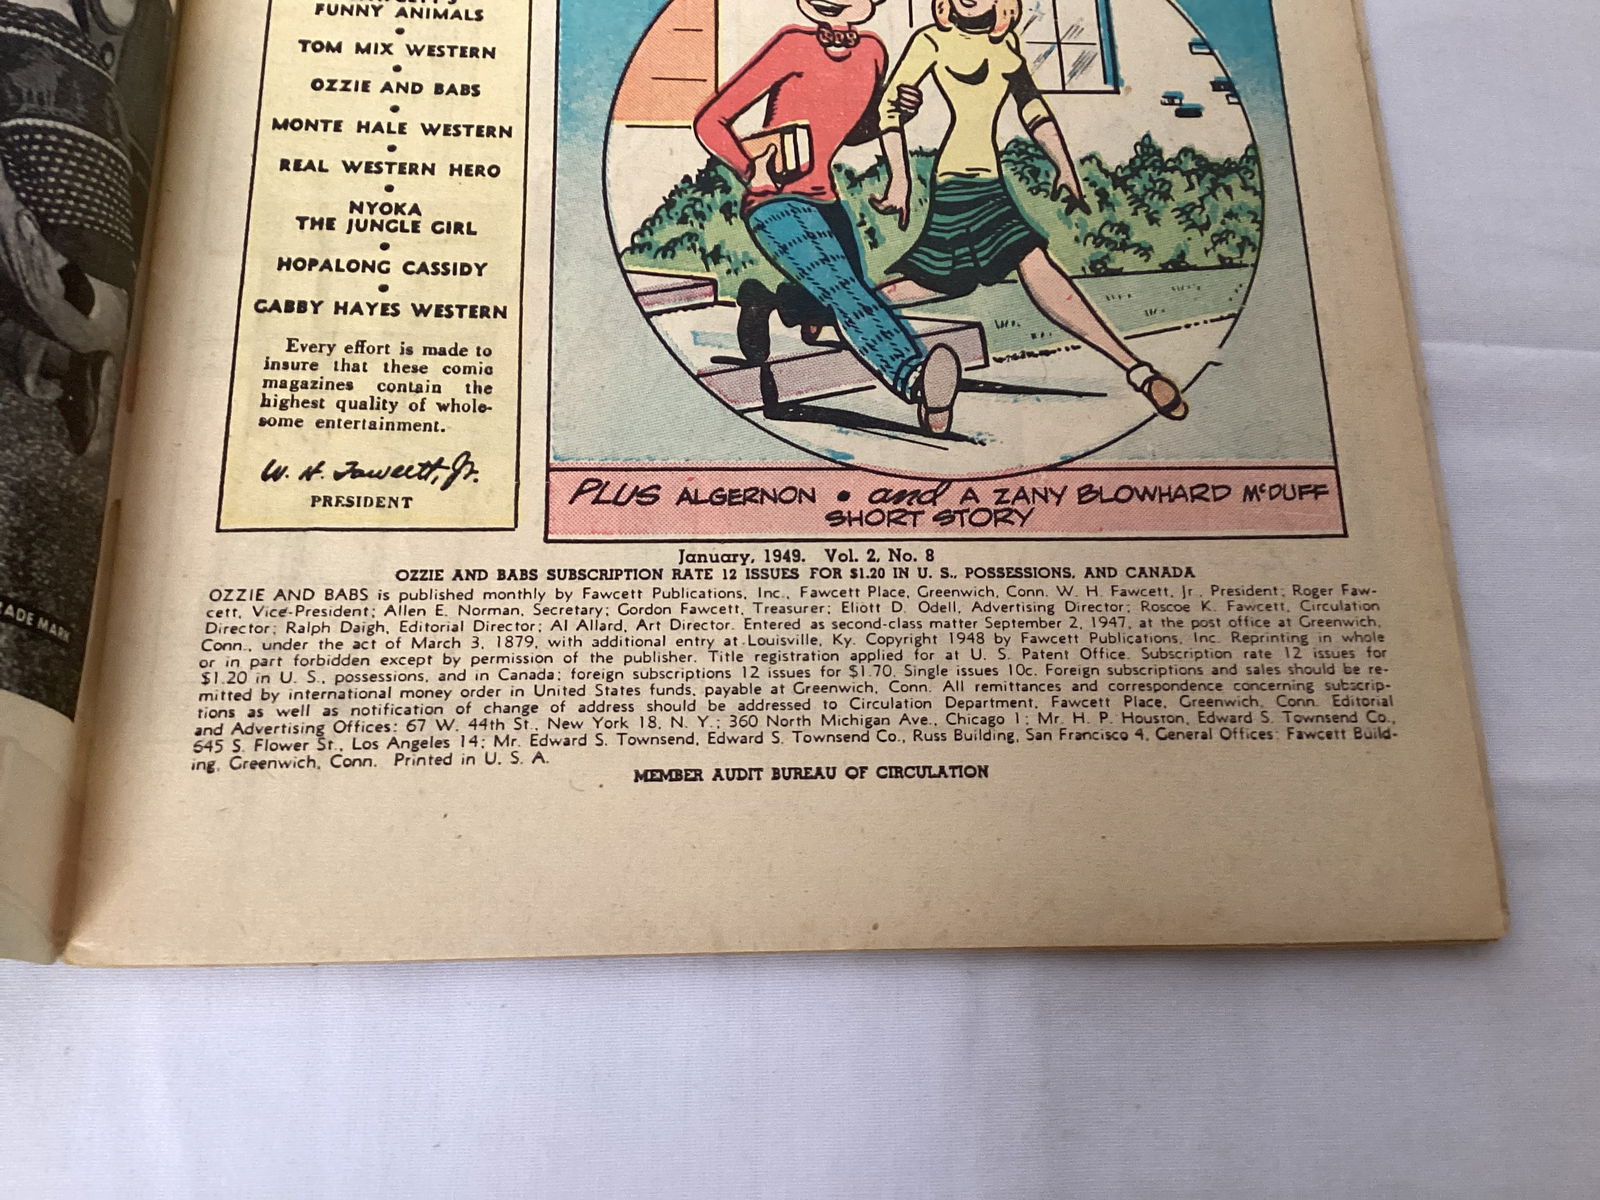 FUNNY ANIMALS
TOM MIX WESTERN
OZZIE AND BABS
MONTE HALE WESTERN
REAL WESTERN HERO
NYOKA
THE JUNGLE GIRL
HOPALONG CASSIDY
GABBY HAYES WESTERN
Every effort is made to
insure that these comic
magazines contain the
highest quality of whole-
some entertainment.
W. H. Fawcett, Jr.
PRESIDENT
PLUS ALGERNON • and A ZANY BLOWHARD McDUFF
SHORT STORY
January, 1949. Vol. 2, No. 8
OZZIE AND BABS SUBSCRIPTION RATE 12 ISSUES FOR $1.20 IN U. S., POSSESSIONS, AND CANADA
OZZIE AND BABS is published monthly by Fawcett Publications, Inc., Fawcett Place, Greenwich, Conn. W. H. Fawcett, Jr., President; Roger Faw-
cett, Vice-President; Allen E. Norman, Secretary; Gordon Fawcett, Treasurer; Eliott D. Odell, Advertising Director; Roscoe K. Fawcett, Circulation
Director; Ralph Daigh, Editorial Director; Al Allard, Art Director. Entered as second-class matter September 2, 1947, at the post office at Greenwich,
Conn., under the act of March 3, 1879, with additional entry at Louisville, Ky. Copyright 1948 by Fawcett Publications, Inc. Reprinting in whole
or in part forbidden except by permission of the publisher. Title registration applied for at U. S. Patent Office. Subscription rate 12 issues for
$1.20 in U. S., possessions, and in Canada; foreign subscriptions 12 issues for $1.70. Single issues 10c. Foreign subscriptions and sales should be re-
mitted by international money order in United States funds, payable at Greenwich, Conn. All remittances and correspondence concerning subscrip-
tions as well as notification of change of address should be addressed to Circulation Department, Fawcett Place, Greenwich, Conn. Editorial
and Advertising Offices: 67 W. 44th St., New York 18, N. Y.; 360 North Michigan Ave., Chicago 1; Mr. H. P. Houston, Edward S. Townsend Co.,
645 S. Flower St., Los Angeles 14; Mr. Edward S. Townsend, Edward S. Townsend Co., Russ Building, San Francisco 4, General Offices: Fawcett Build-
ing, Greenwich, Conn. Printed in U. S. A.
MEMBER AUDIT BUREAU OF CIRCULATION
MARK